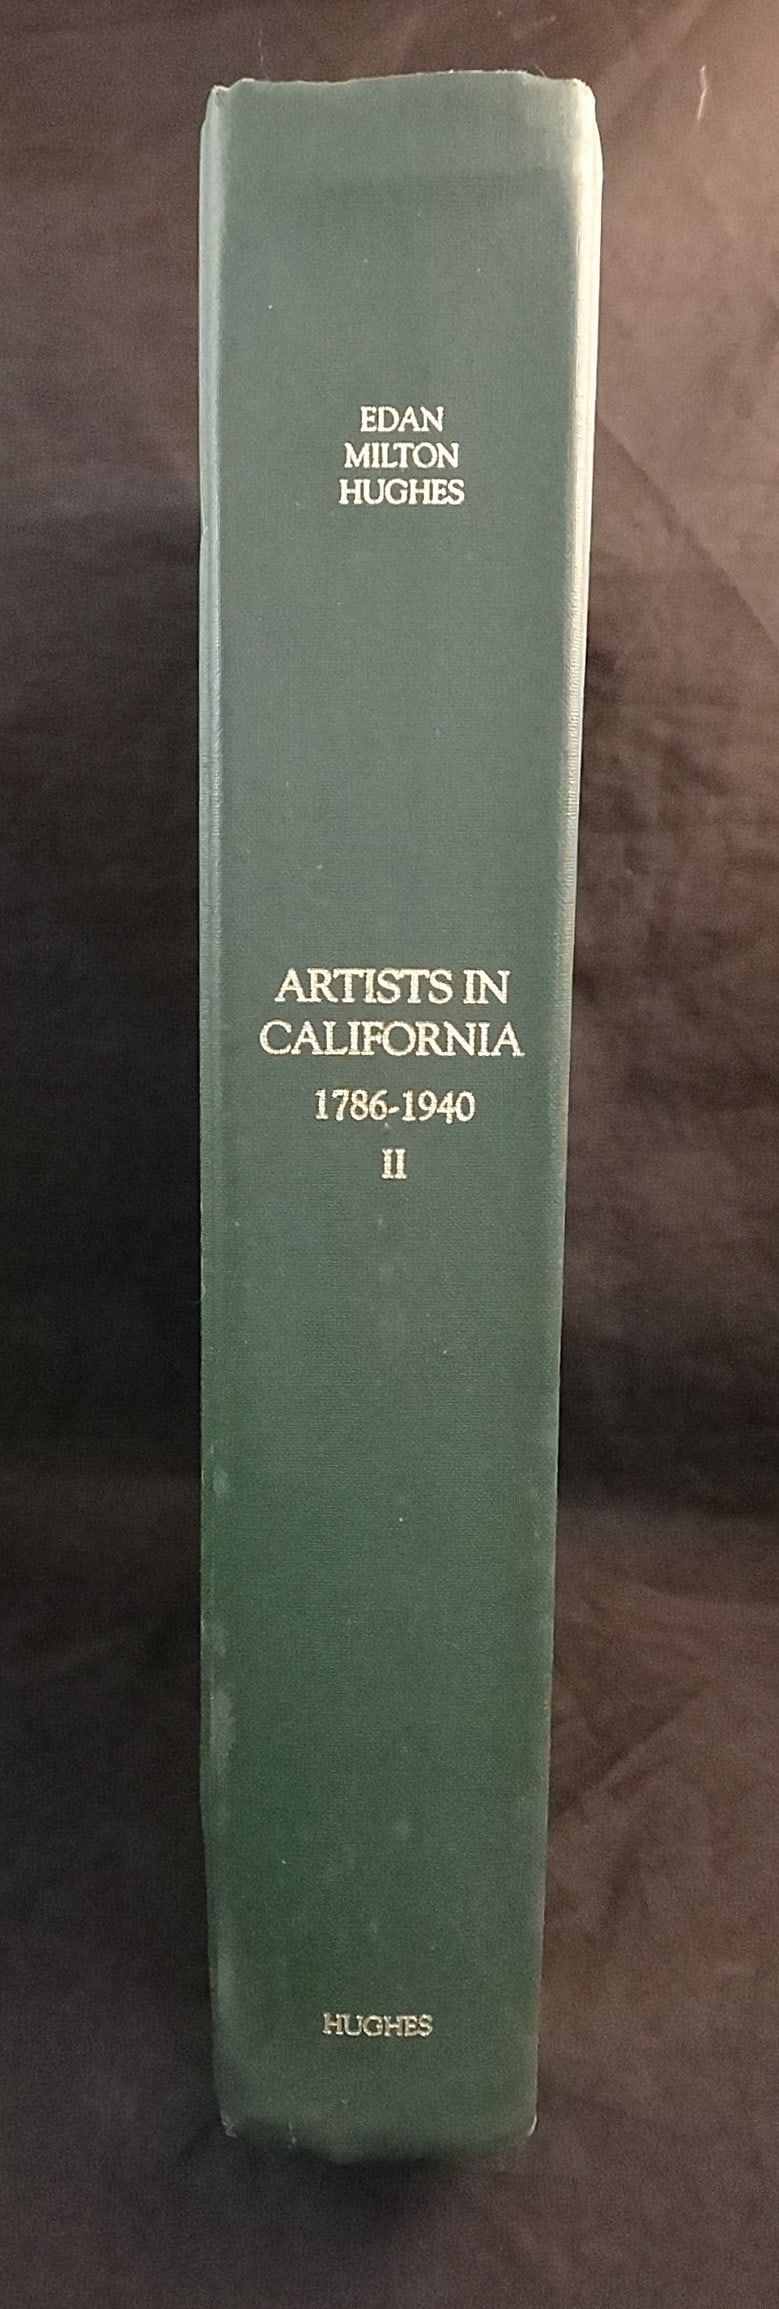 EDAN
MILTON
HUGHES
ARTISTS IN
CALIFORNIA
1786-1940
II
HUGHES